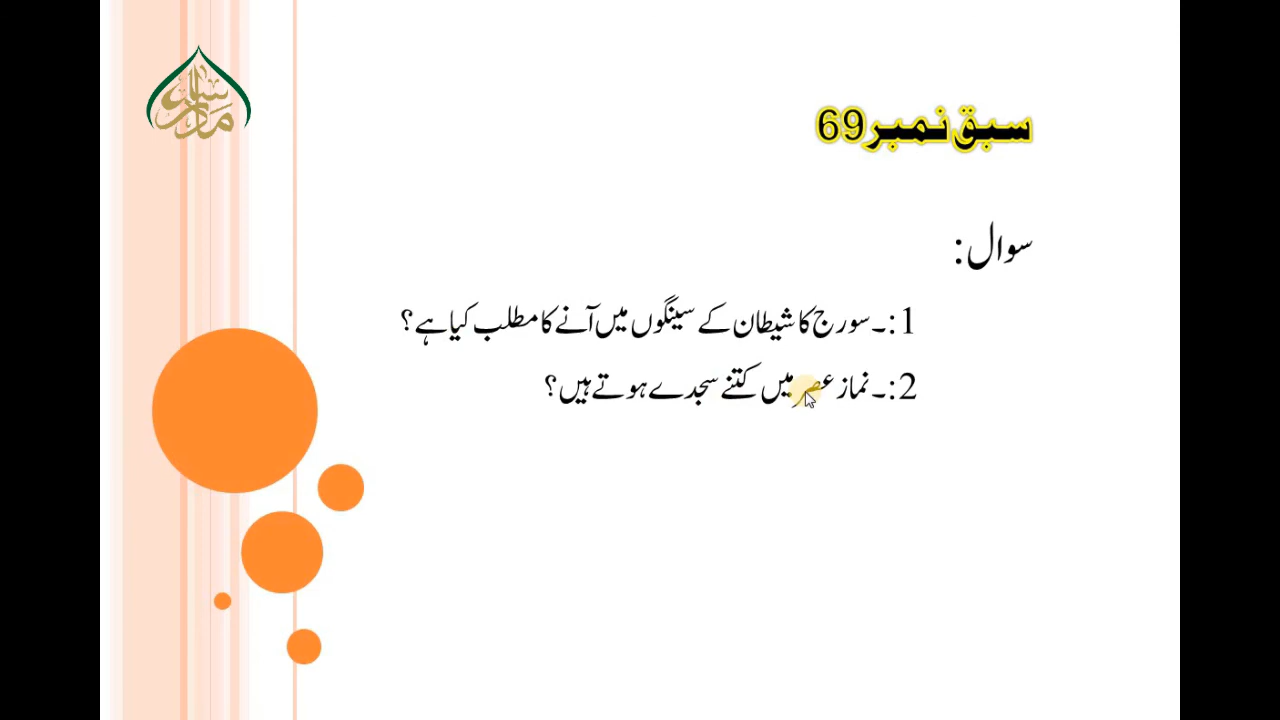 سبق نمبر69
سوال:
1:۔سورج کا شیطان کے سینگوں میں آنے کا مطلب کیا ہے؟
2:۔نماز عصر میں کتنے سجدے ہوتے ہیں؟